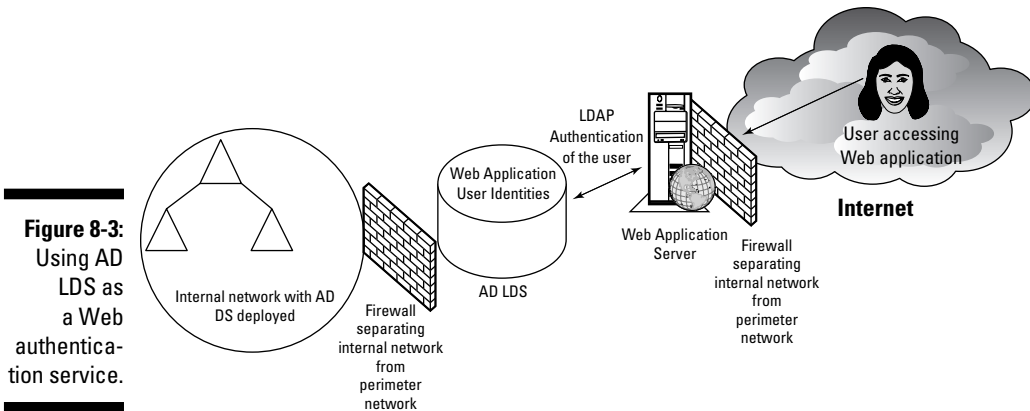 Figure 8-3:
Using AD
LDS as
a Web
authentica-
tion service.
Internal network with AD
DS deployed
Firewall
separating
internal network
from
perimeter
network
Web Application
User Identities
AD LDS
LDAP
Authentication
of the user
Web Application
Server
Firewall
separating
internal network
from
perimeter
network
User accessing
Web application
Internet